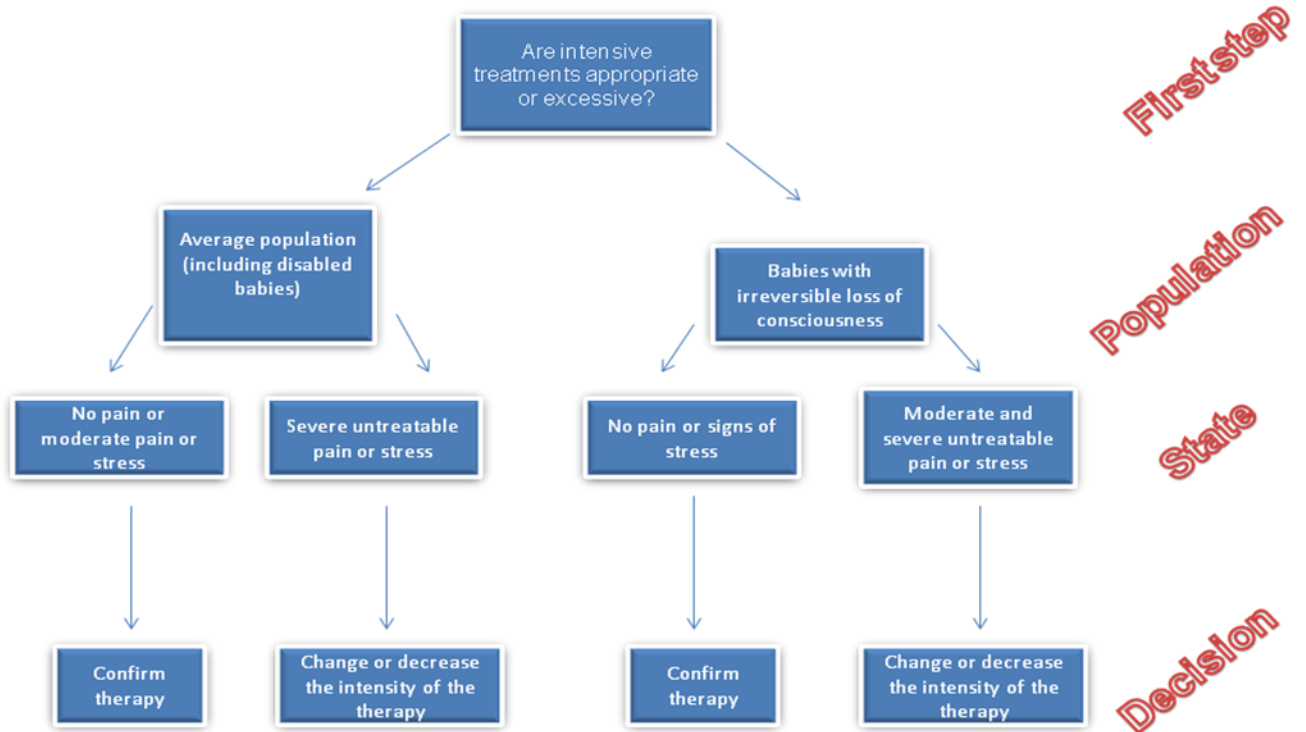 Are intensive
treatments appropriate
or excessive?
First step
Average population
(including disabled
babies)
Babies with
irreversible loss of
consciousness
Population
No pain or
moderate pain or
stress
Severe untreatable
pain or stress
No pain or signs of
stress
Moderate and
severe untreatable
pain or stress
State
Confirm
therapy
Change or decrease
the intensity of the
therapy
Confirm
therapy
Change or decrease
the intensity of the
therapy
Decision